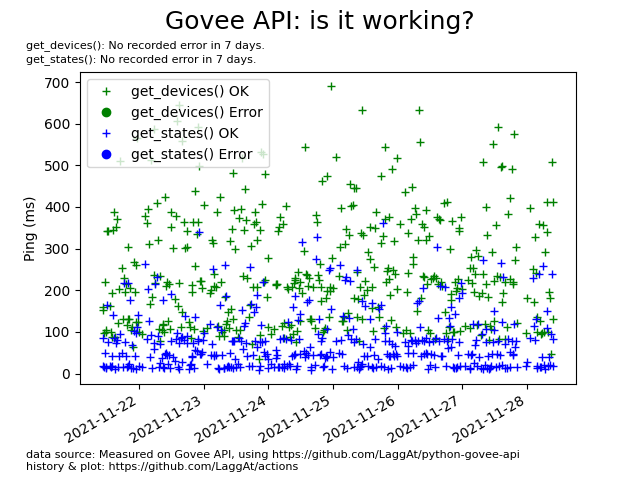 Govee API: is it working?
get_devices(): No recorded error in 7 days.
get_states(): No recorded error in 7 days.
700
600
500
400
300
200
100
0
Ping (ms)
get_devices() OK
get_devices() Error
get_states() OK
get_states() Error
2021-11-22
2021-11-23
2021-11-24
2021-11-25
2021-11-26
2021-11-27
2021-11-28
data source: Measured on Govee API, using https://github.com/LaggAt/python-govee-api
history & plot: https://github.com/LaggAt/actions